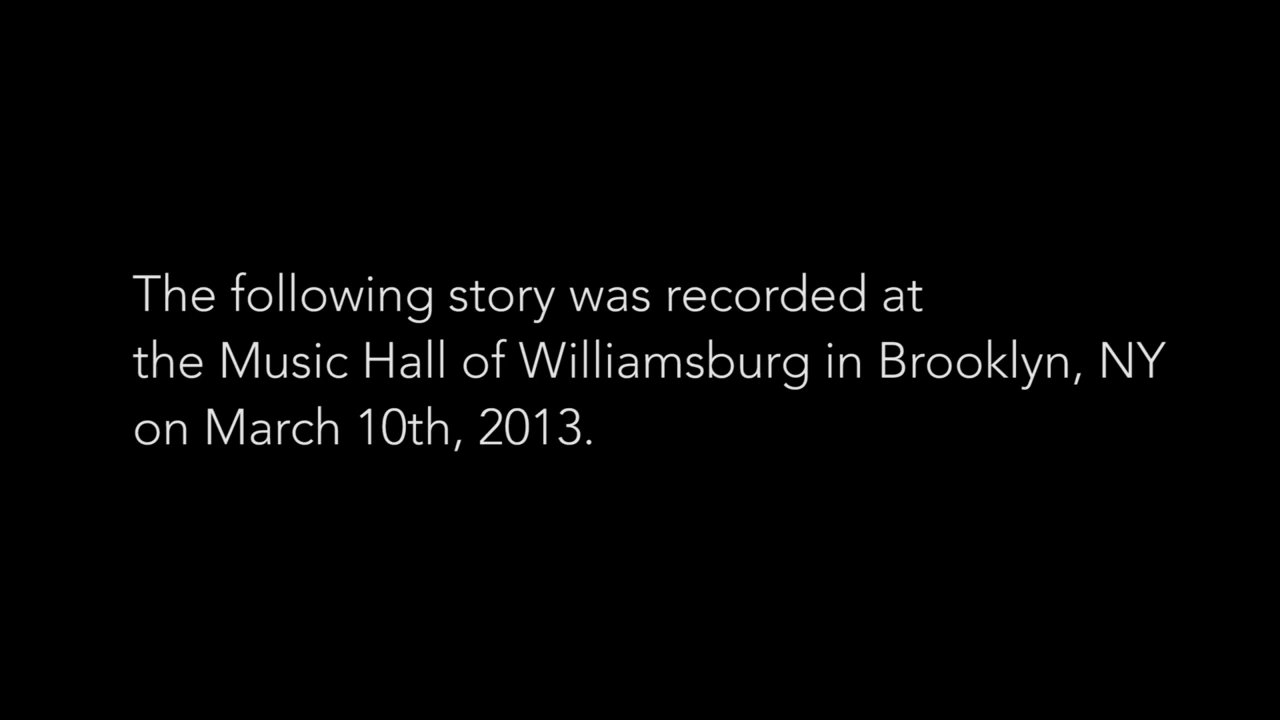 The following story was recorded at
the Music Hall of Williamsburg in Brooklyn, NY
on March 10th, 2013.